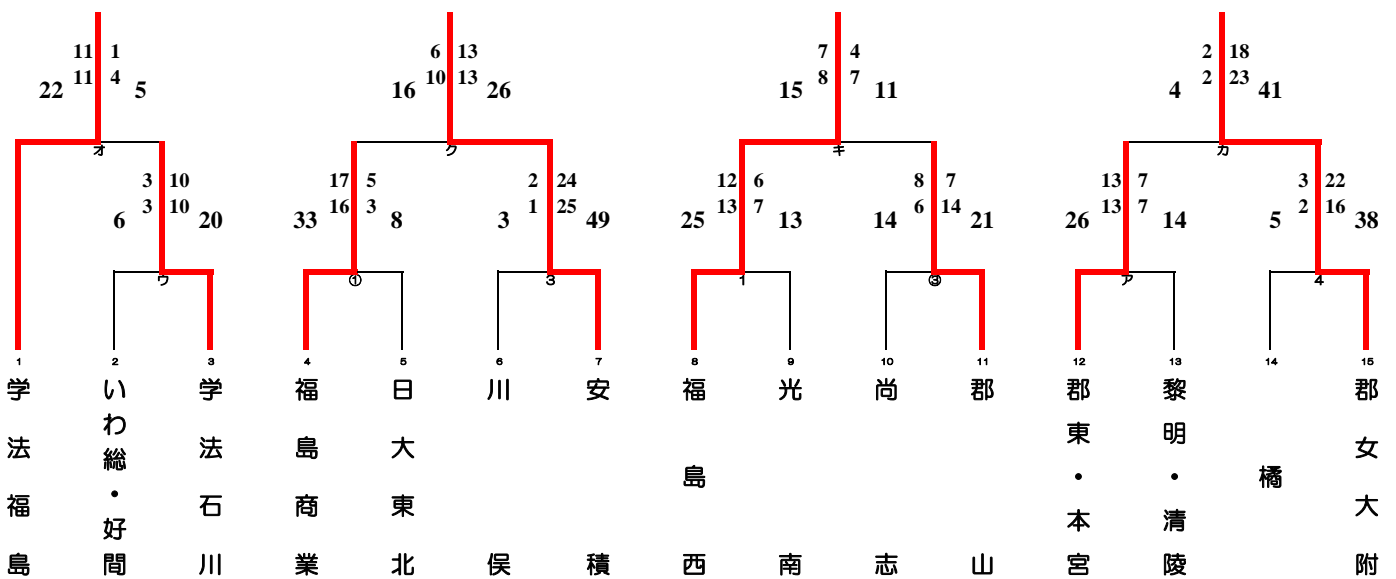 11 1 6 13 7 4 2 18
11 4 10 13 8 7 2 23
22 5 16 26 15 11 4 41
オ ク キ カ
3 10 17 5 2 24 12 6 8 7 13 7 3 22
3 10 16 3 1 25 13 7 6 14 13 7 2 16
6 20 33 8 3 49 25 13 14 21 26 14 5 38
ウ ① 3 1 ③ ア 4
1 2 3 4 5 6 7 8 9 10 11 12 13 14 15
学法福島
いわ総・好間
学法石川
福島商業
日大東北
川俣
安積
福島西
光南
尚志
郡山
郡東・本宮
黎明・清陵
橘
郡女大附